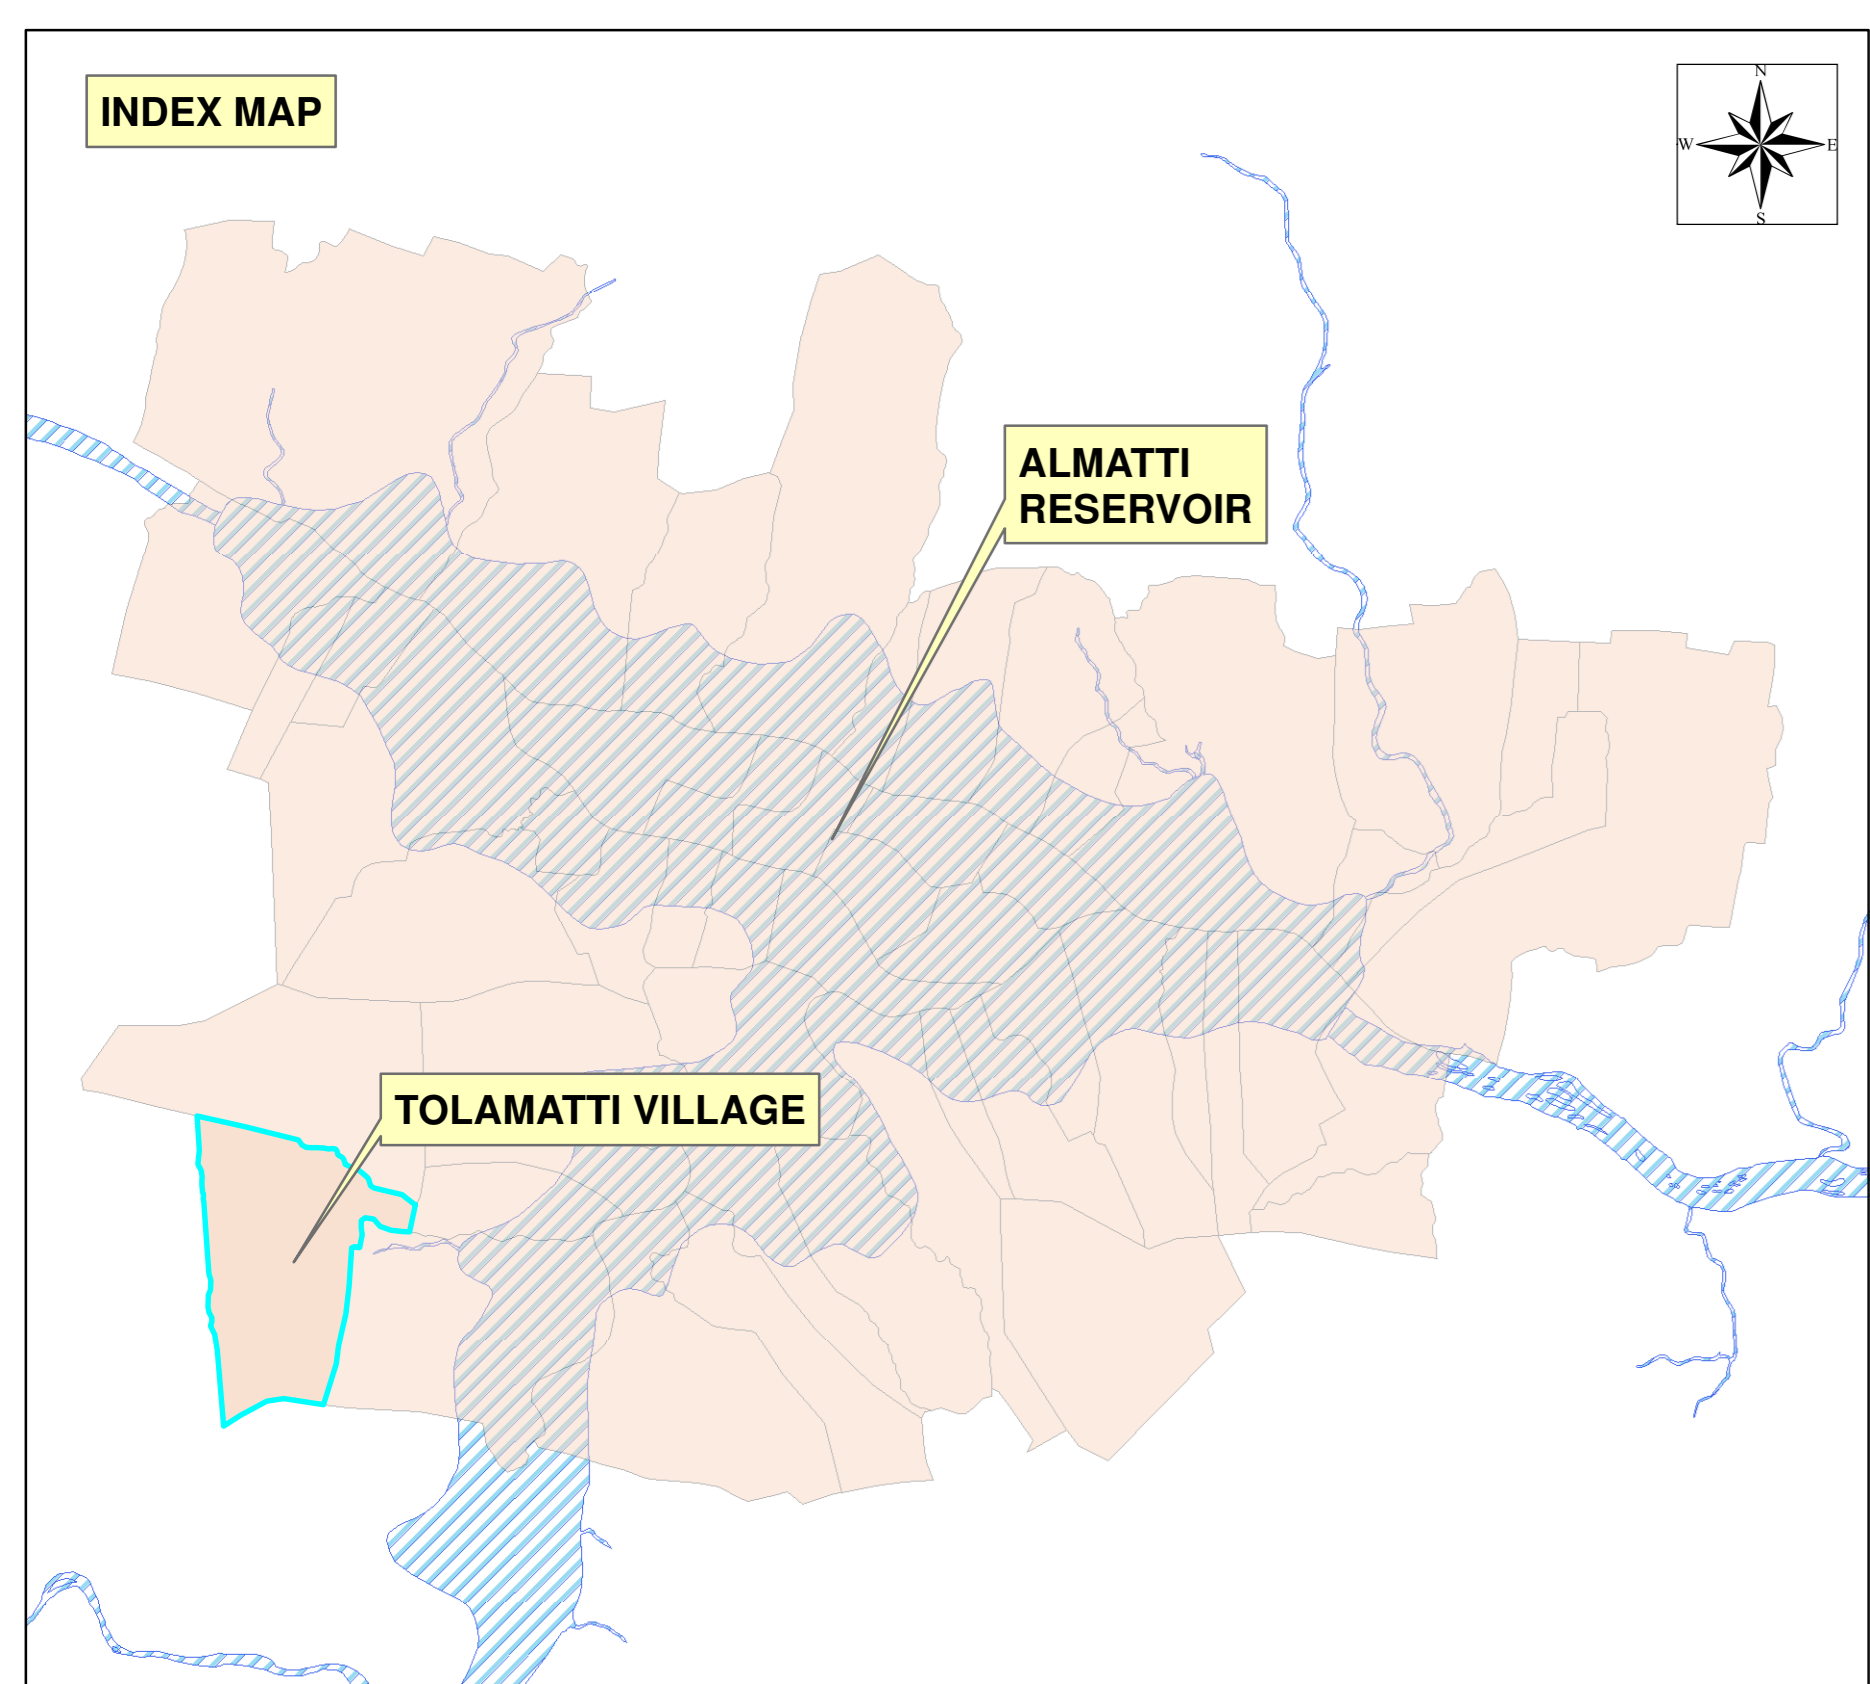 INDEX MAP
N
W
E
S
ALMATTI
RESERVOIR
TOLAMATTI VILLAGE